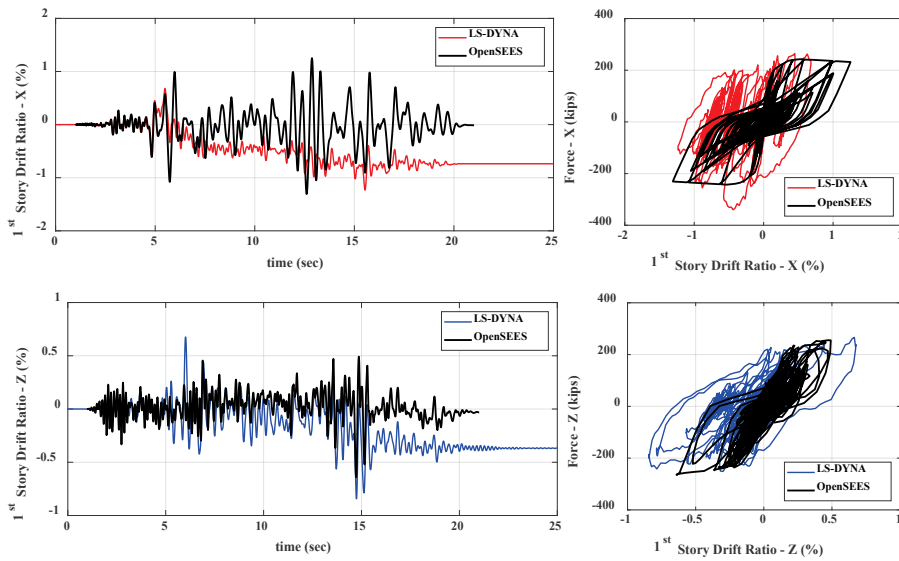 2
1
0
-1
-2
0
5
10
15
20
25
1ˢᵗ Story Drift Ratio - X (%)
time (sec)
LS-DYNA
OpenSEES
400
200
0
-200
-400
-2
-1
0
1
Force - X (kips)
1ˢᵗ Story Drift Ratio - X (%)
LS-DYNA
OpenSEES
1
0.5
0
-0.5
-1
0
5
10
15
20
25
1ˢᵗ Story Drift Ratio - Z (%)
time (sec)
LS-DYNA
OpenSEES
400
200
0
-200
-400
-1
-0.5
0
0.5
1
Force - Z (kips)
1ˢᵗ Story Drift Ratio - Z (%)
LS-DYNA
OpenSEES